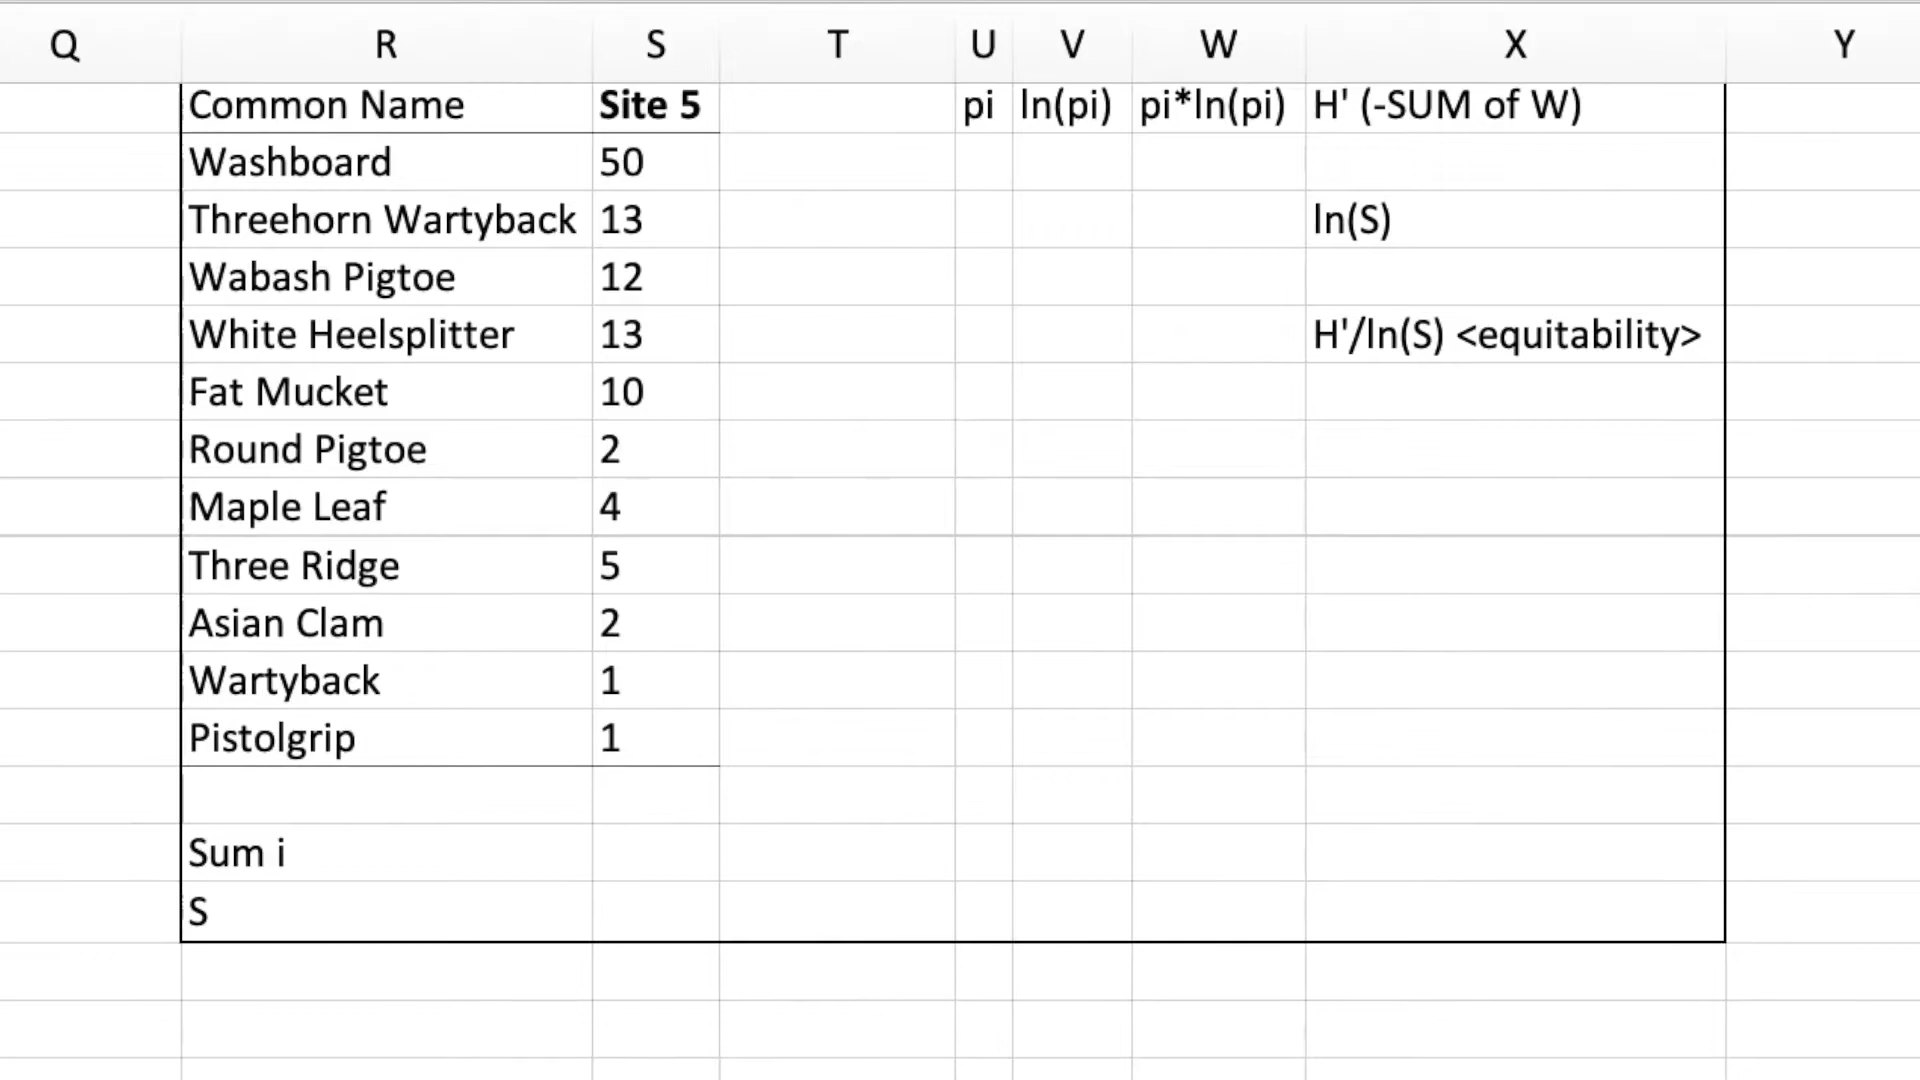 Q R S T U V W X Y
Common Name Site 5 pi ln(pi) pi*ln(pi) H' (-SUM of W)
Washboard 50
Threehorn Wartyback 13 ln(S)
Wabash Pigtoe 12
White Heelsplitter 13 H'/ln(S) <equitability>
Fat Mucket 10
Round Pigtoe 2
Maple Leaf 4
Three Ridge 5
Asian Clam 2
Wartyback 1
Pistolgrip 1
Sum i
S